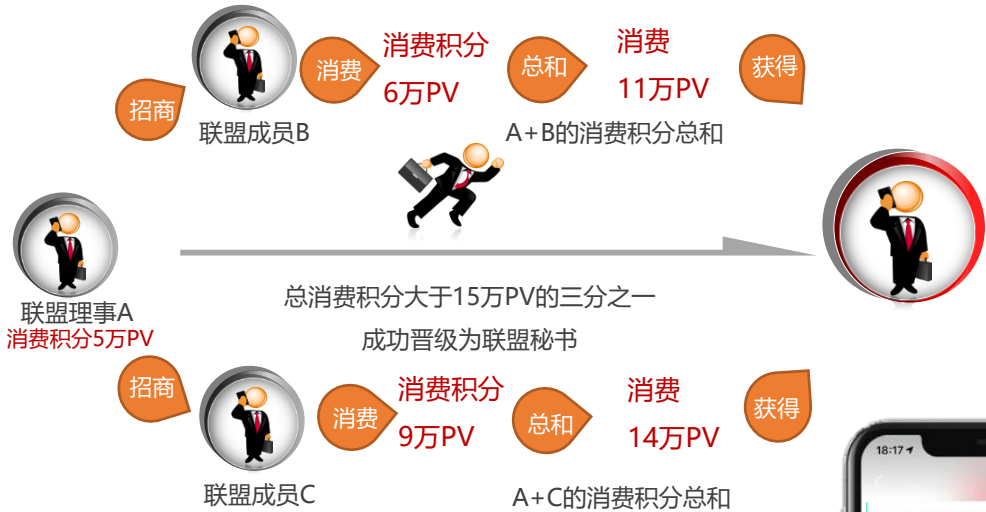 消费积分
6万PV
消费
总和
消费
11万PV
获得
招商
联盟成员B
A+B的消费积分总和
联盟理事A
消费积分5万PV
总消费积分大于15万PV的三分之一
成功晋级为联盟秘书
招商
消费
消费积分
9万PV
总和
消费
14万PV
获得
联盟成员C
A+C的消费积分总和
18:17